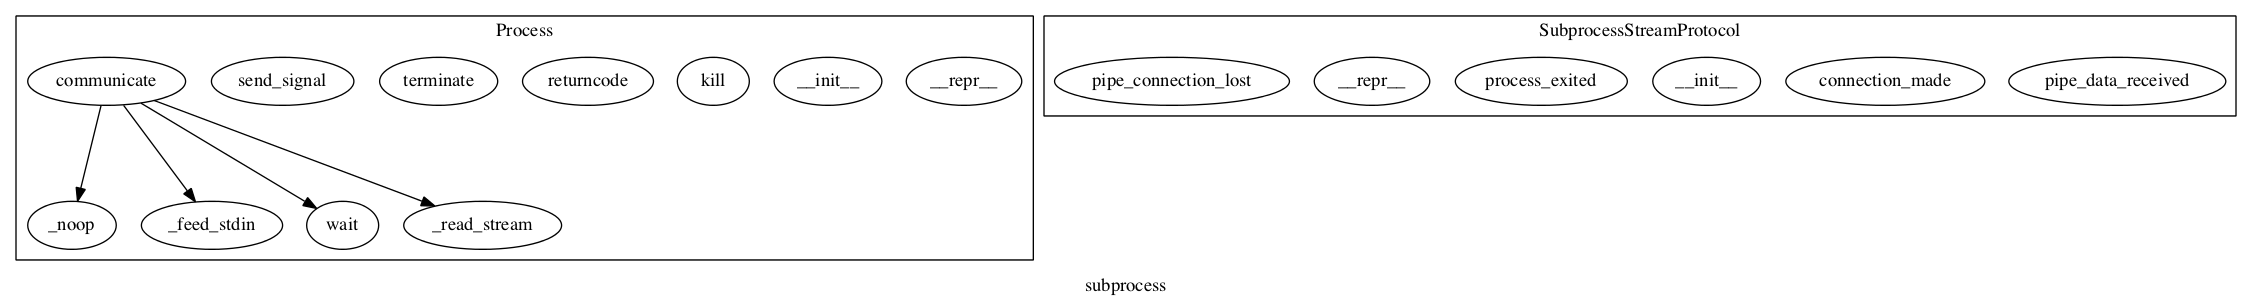 Process
communicate
send_signal
terminate
returncode
kill
__init__
__repr__
_noop
_feed_stdin
wait
_read_stream
SubprocessStreamProtocol
pipe_connection_lost
__repr__
process_exited
__init__
connection_made
pipe_data_received
subprocess